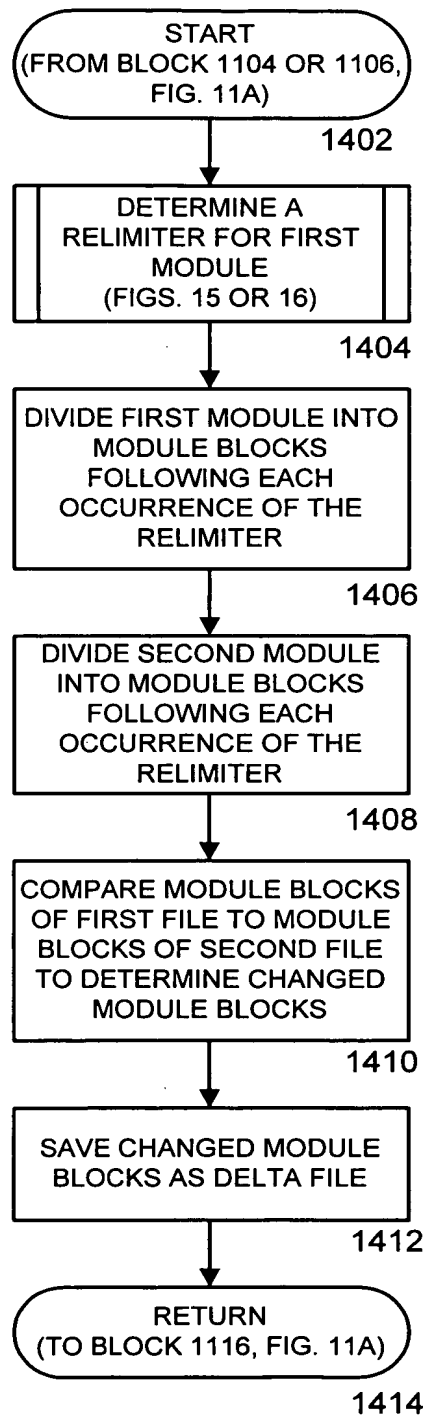 START
(FROM BLOCK 1104 OR 1106,
FIG. 11A)
1402
DETERMINE A
RELIMITER FOR FIRST
MODULE
(FIGS. 15 OR 16)
1404
DIVIDE FIRST MODULE INTO
MODULE BLOCKS
FOLLOWING EACH
OCCURRENCE OF THE
RELIMITER
1406
DIVIDE SECOND MODULE
INTO MODULE BLOCKS
FOLLOWING EACH
OCCURRENCE OF THE
RELIMITER
1408
COMPARE MODULE BLOCKS
OF FIRST FILE TO MODULE
BLOCKS OF SECOND FILE
TO DETERMINE CHANGED
MODULE BLOCKS
1410
SAVE CHANGED MODULE
BLOCKS AS DELTA FILE
1412
RETURN
(TO BLOCK 1116, FIG. 11A)
1414